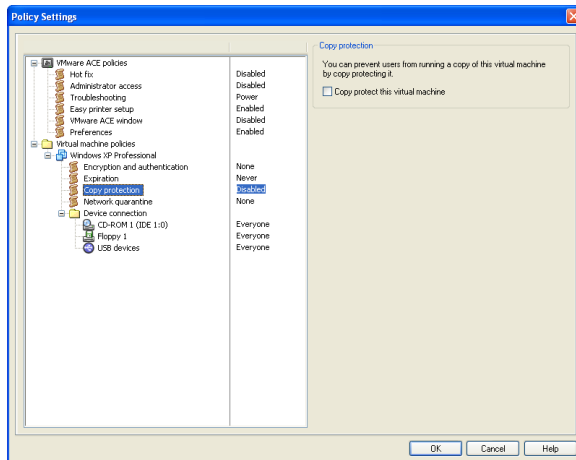 Policy Settings
VMware ACE policies
Hot fix Disabled
Administrator access Disabled
Troubleshooting Power
Easy printer setup Enabled
VMware ACE window Disabled
Preferences Enabled
Virtual machine policies
Windows XP Professional
Encryption and authentication None
Expiration Never
Copy protection Disabled
Network quarantine None
Device connection
CD-ROM 1 (IDE 1:0) Everyone
Floppy 1 Everyone
USB devices Everyone
Copy protection
You can prevent users from running a copy of this virtual machine
by copy protecting it.
Copy protect this virtual machine
OK Cancel Help